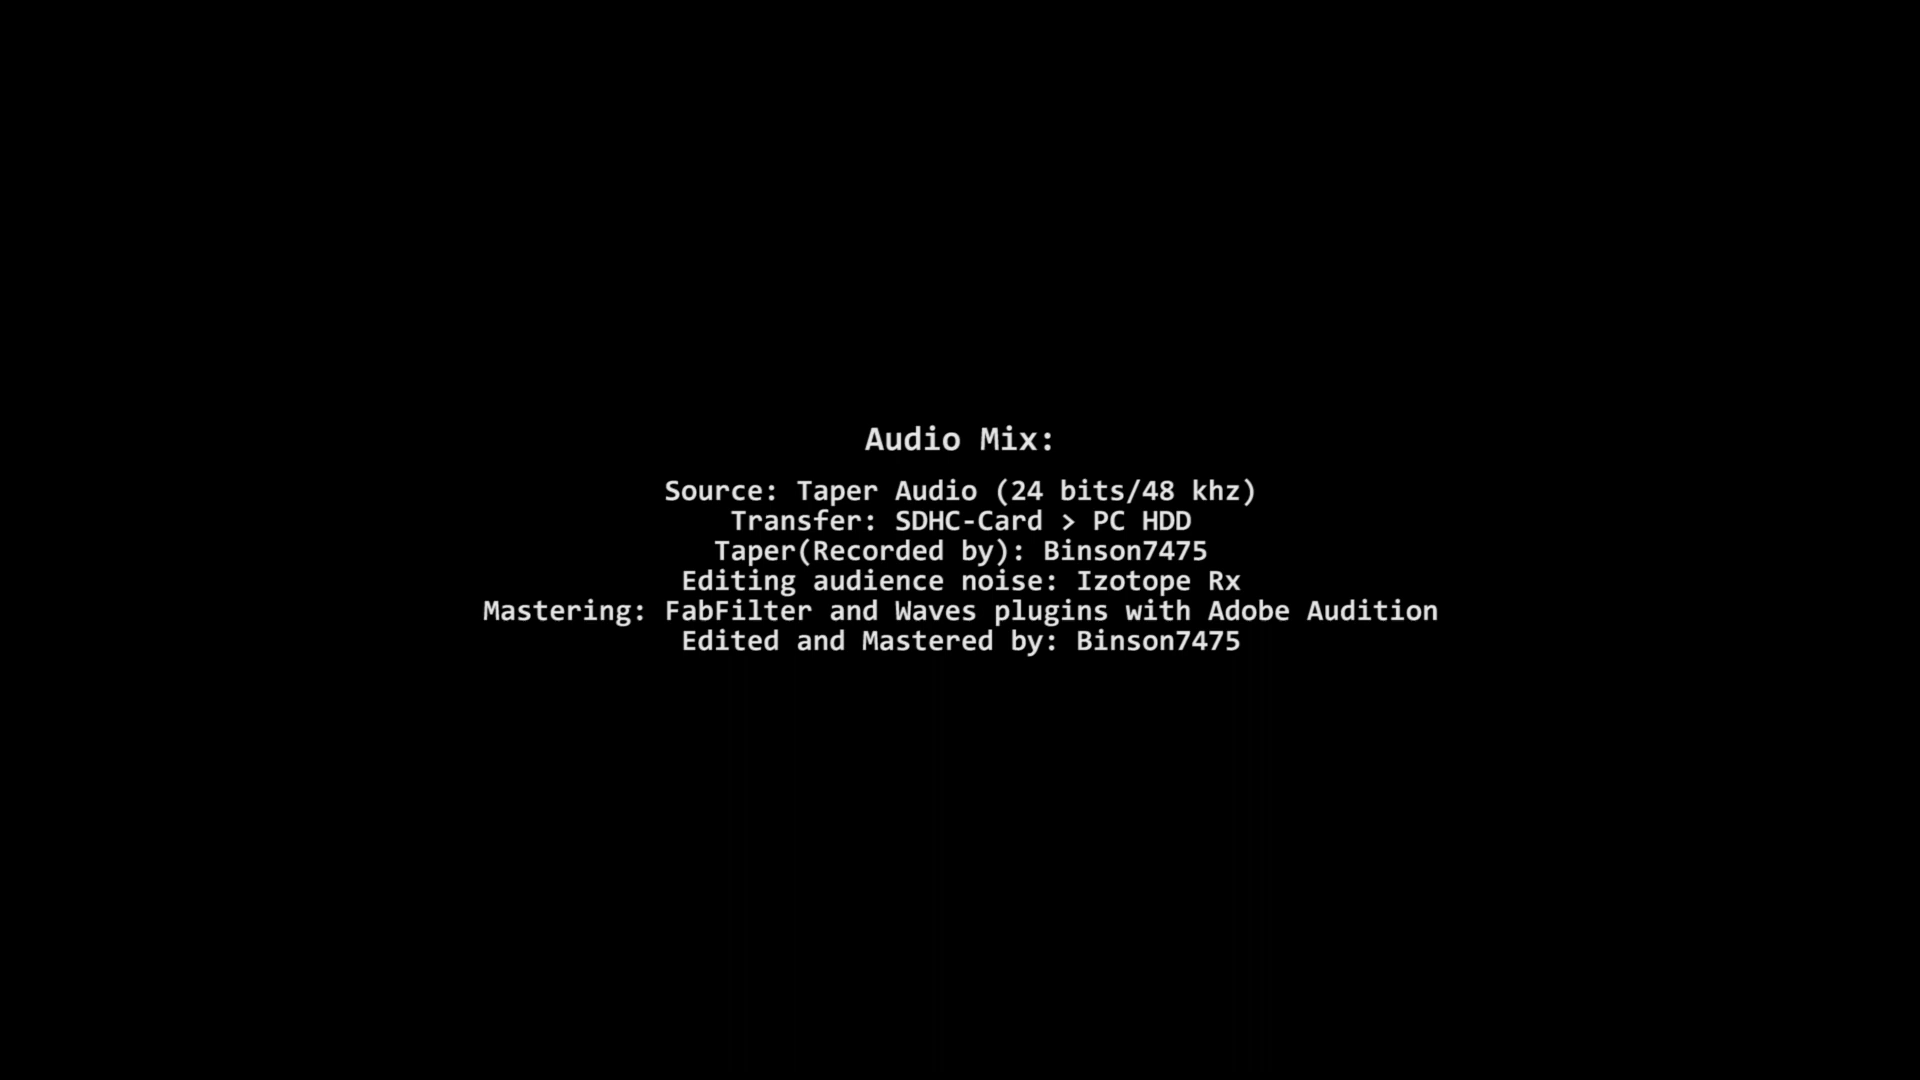 Audio Mix:
Source: Taper Audio (24 bits/48 khz)
Transfer: SDHC-Card > PC HDD
Taper(Recorded by): Binson7475
Editing audience noise: Izotope Rx
Mastering: FabFilter and Waves plugins with Adobe Audition
Edited and Mastered by: Binson7475